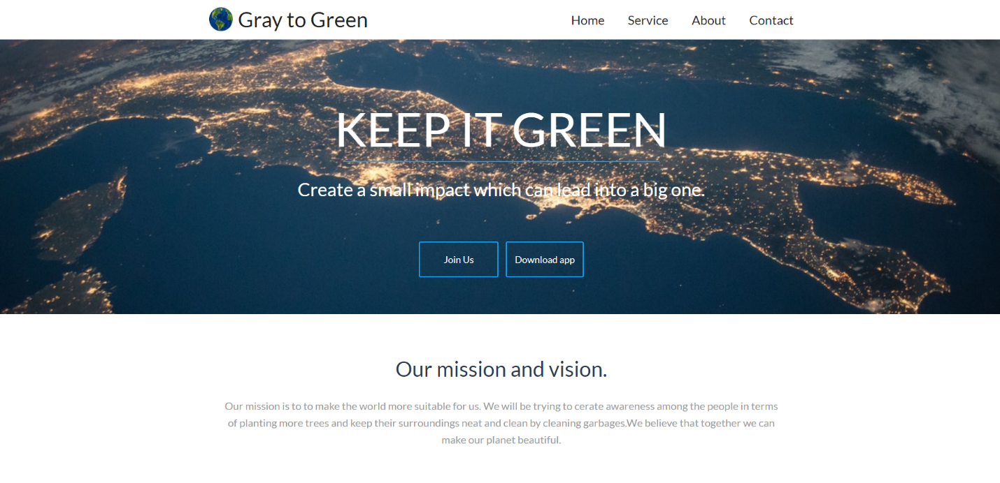 Gray to Green
Home Service About Contact
KEEP IT GREEN
Create a small impact which can lead into a big one.
Join Us Download app
Our mission and vision.
Our mission is to to make the world more suitable for us. We will be trying to cerate awareness among the people in terms
of planting more trees and keep their surroundings neat and clean by cleaning garbages.We believe that together we can
make our planet beautiful.